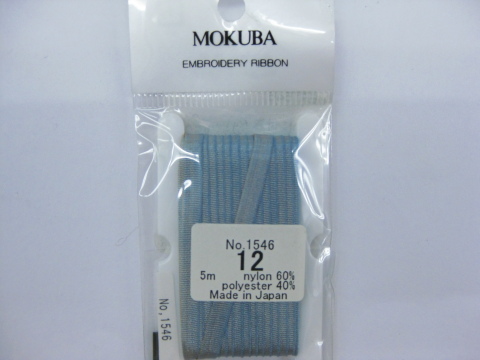 MOKUBA
EMBROIDERY RIBBON
No.1546
12
5m nylon 60%
polyester 40%
Made in Japan
No,1546